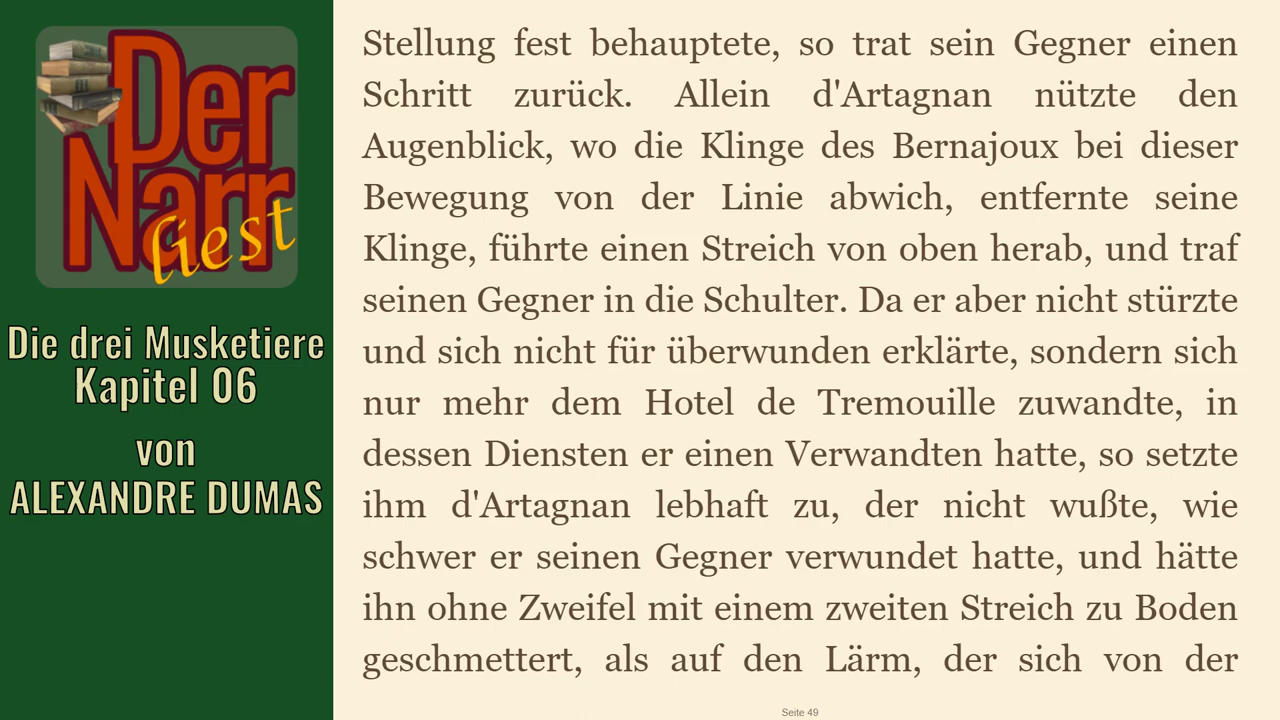 Der
Narr
liest
Die drei Musketiere
Kapitel 06
von
ALEXANDRE DUMAS
Stellung fest behauptete, so trat sein Gegner einen
Schritt zurück. Allein d'Artagnan nützte den
Augenblick, wo die Klinge des Bernajoux bei dieser
Bewegung von der Linie abwich, entfernte seine
Klinge, führte einen Streich von oben herab, und traf
seinen Gegner in die Schulter. Da er aber nicht stürzte
und sich nicht für überwunden erklärte, sondern sich
nur mehr dem Hotel de Tremouille zuwandte, in
dessen Diensten er einen Verwandten hatte, so setzte
ihm d'Artagnan lebhaft zu, der nicht wußte, wie
schwer er seinen Gegner verwundet hatte, und hätte
ihn ohne Zweifel mit einem zweiten Streich zu Boden
geschmettert, als auf den Lärm, der sich von der
Seite 49